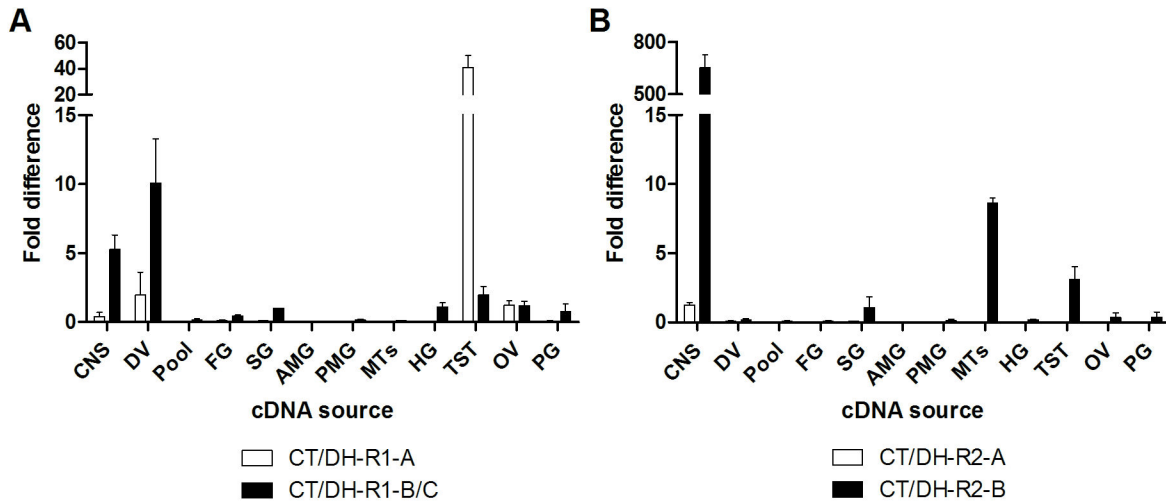 A
Fold difference
60
40
20
15
10
5
0
CNS
DV
Pool
FG
SG
AMG
PMG
MTs
HG
TST
OV
PG
cDNA source
CT/DH-R1-A
CT/DH-R1-B/C
B
Fold difference
800
500
15
10
5
0
CNS
DV
Pool
FG
SG
AMG
PMG
MTs
HG
TST
OV
PG
cDNA source
CT/DH-R2-A
CT/DH-R2-B